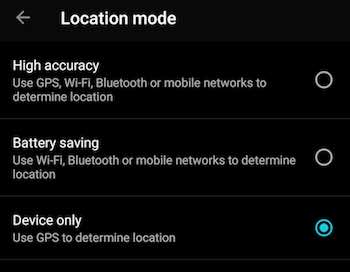 Location mode
High accuracy
Use GPS, Wi-Fi, Bluetooth or mobile networks to
determine location
Battery saving
Use Wi-Fi, Bluetooth or mobile networks to determine
location
Device only
Use GPS to determine location